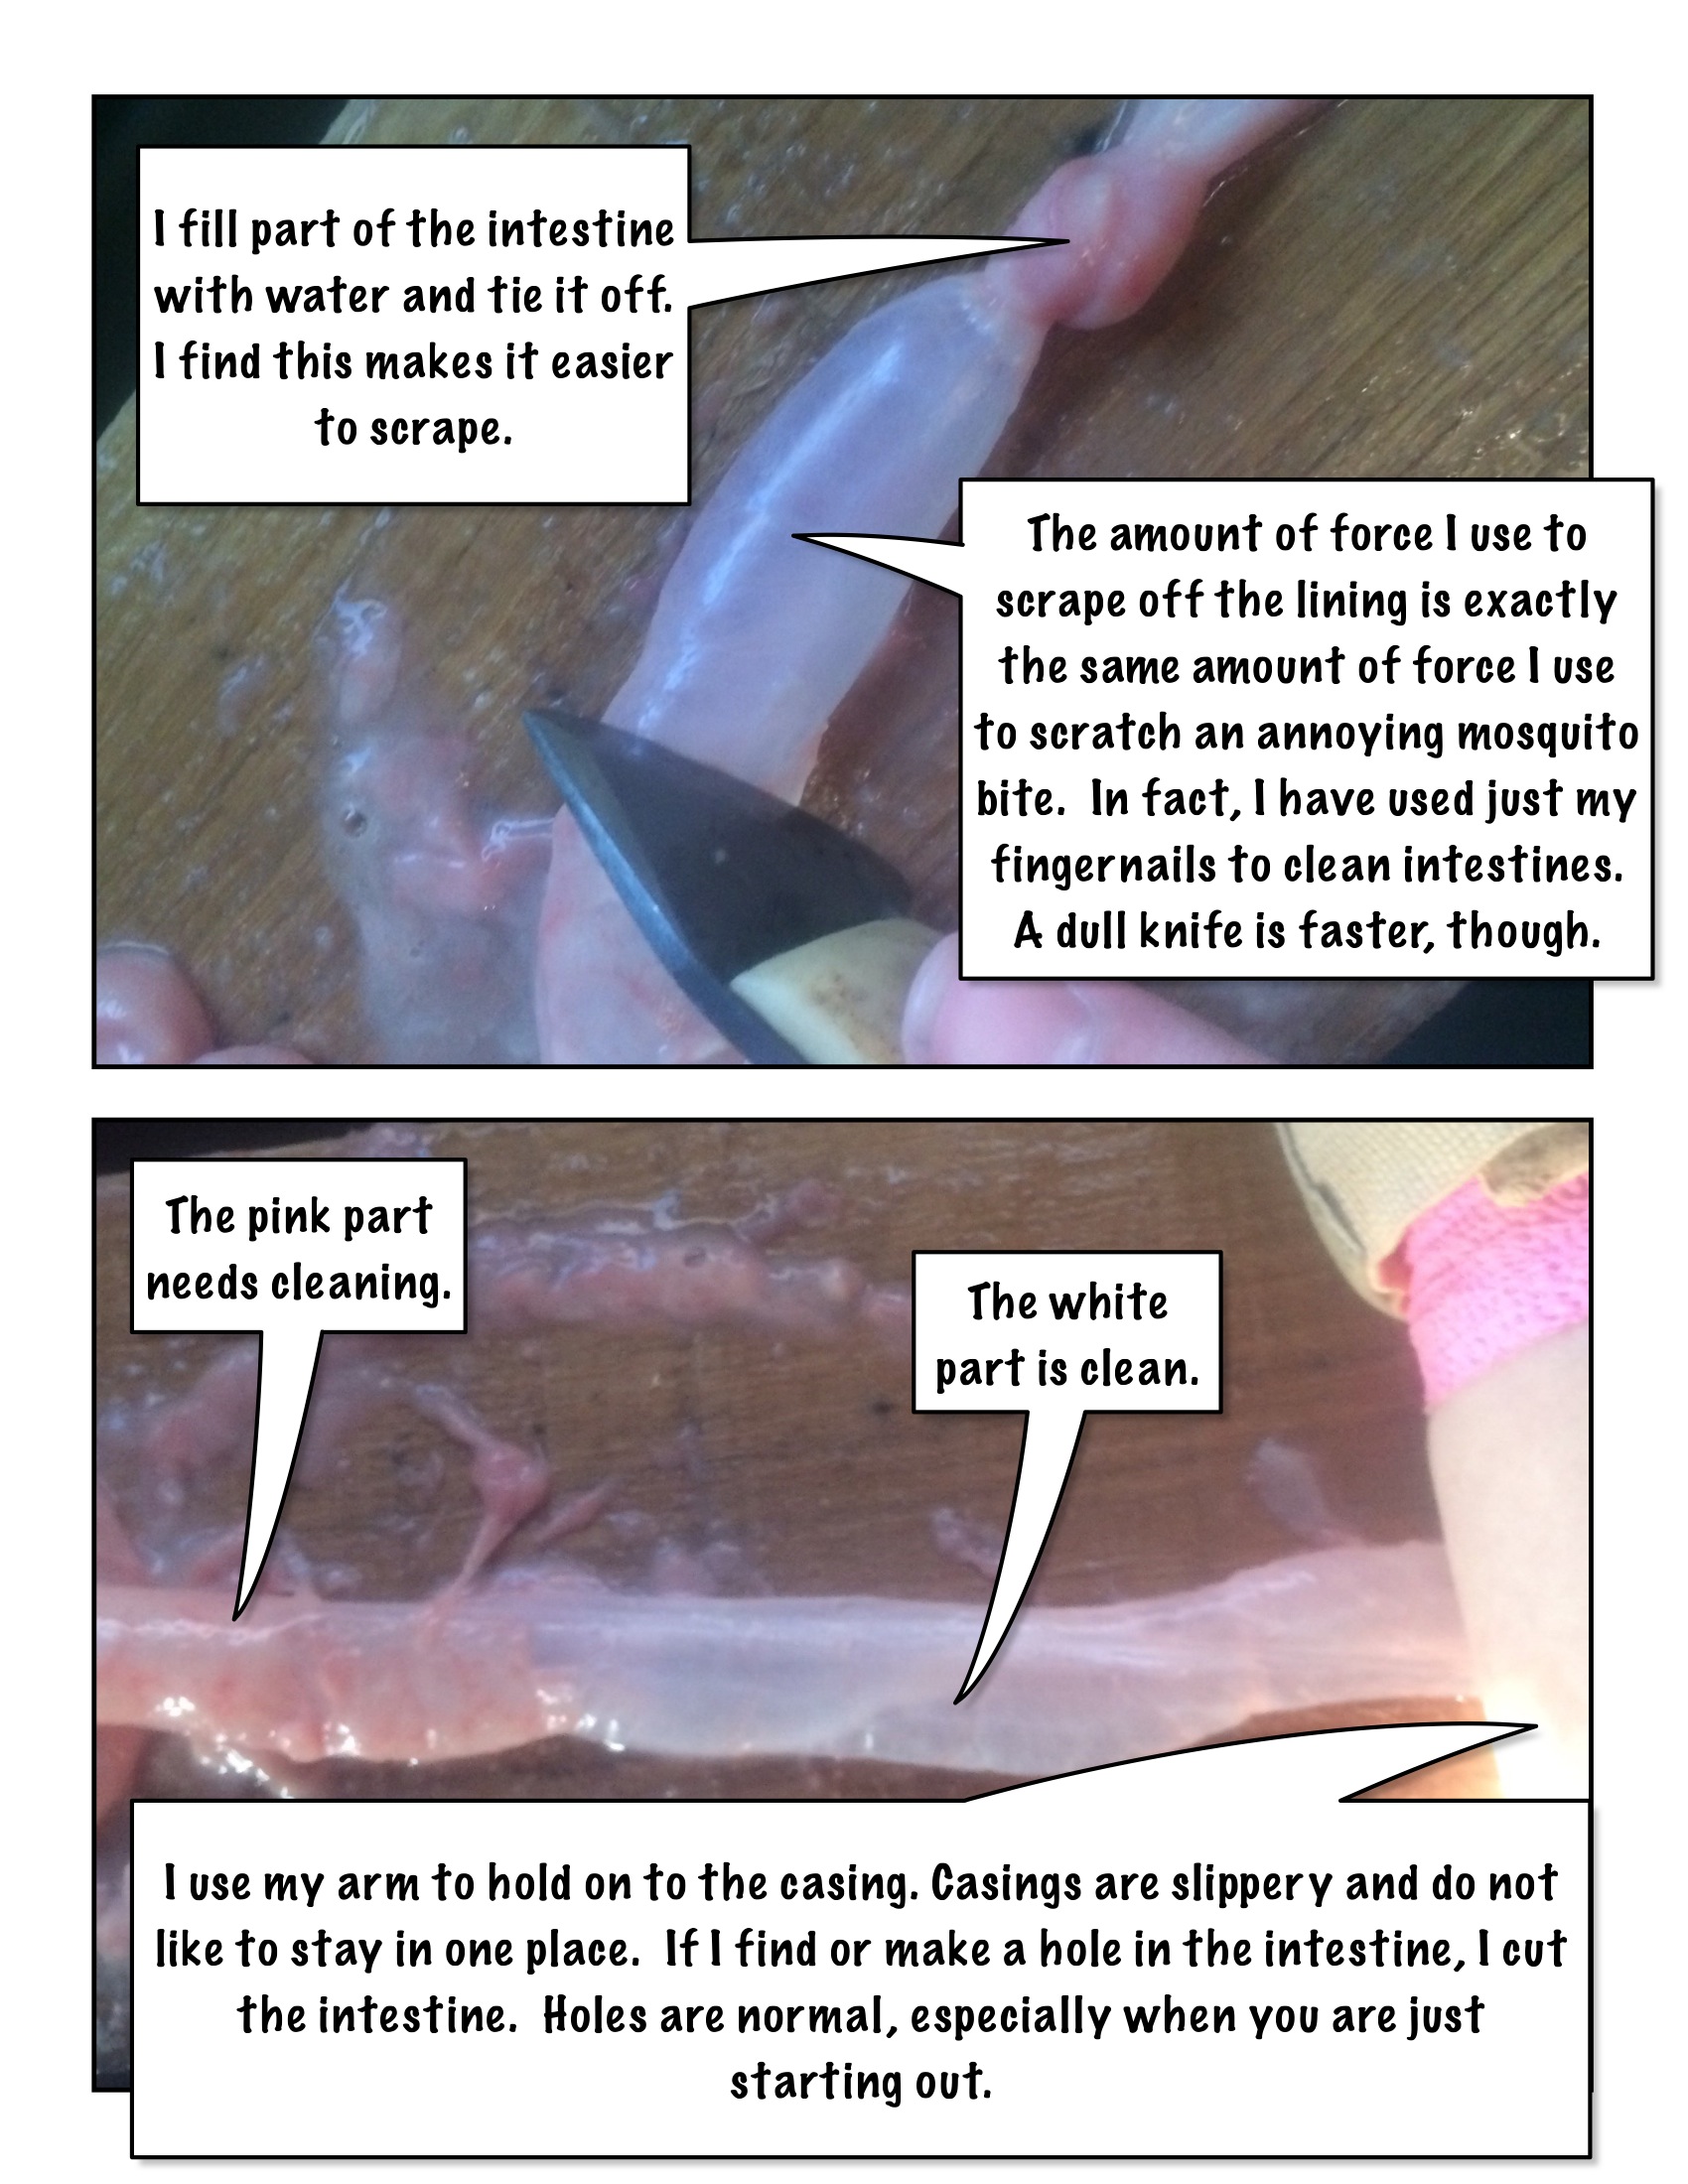 I fill part of the intestine
with water and tie it off.
I find this makes it easier
to scrape.
The amount of force I use to
scrape off the lining is exactly
the same amount of force I use
to scratch an annoying mosquito
bite.  In fact, I have used just my
fingernails to clean intestines.
A dull knife is faster, though.
The pink part
needs cleaning.
The white
part is clean.
I use my arm to hold on to the casing. Casings are slippery and do not
like to stay in one place.  If I find or make a hole in the intestine, I cut
the intestine.  Holes are normal, especially when you are just
starting out.